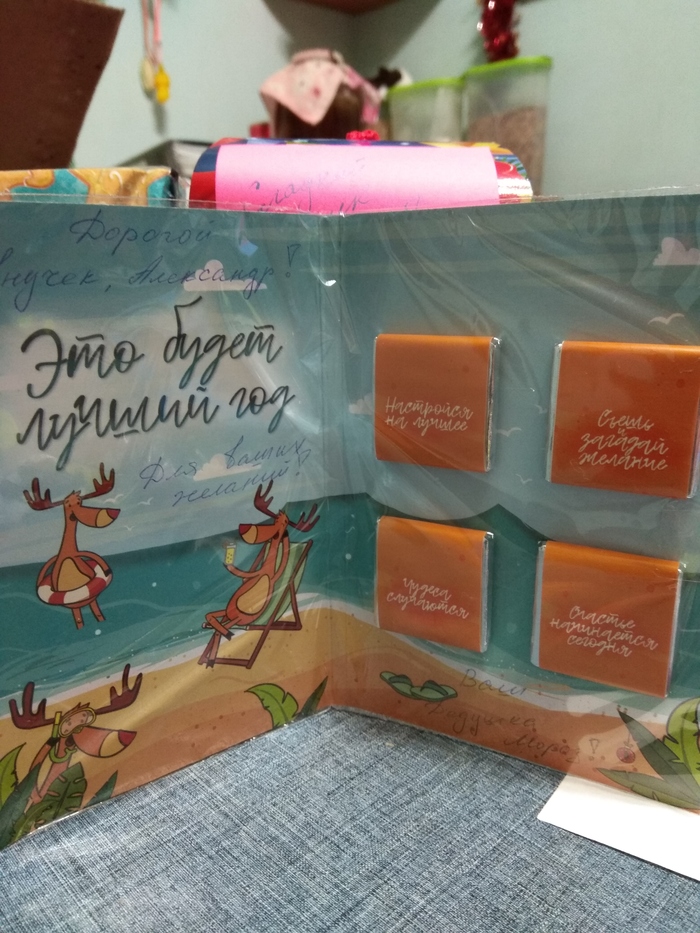 Сладкий
Дорогой
внучек, Александр!
Это будет
лучший год
Для ваших
желаний!
Настройся
на лучшее
Съешь
и
загадай
желание
Чудеса
случаются
Счастье
начинается
сегодня
Ваш:
Дедушка
Мороз!